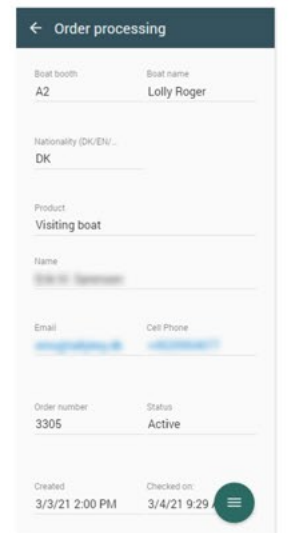 Order processing
Boat booth Boat name
A2 Lolly Roger
Nationality (DK/EN/...
DK
Product
Visiting boat
Name
Email Cell Phone
Order number Status
3305 Active
Created Checked on:
3/3/21 2:00 PM 3/4/21 9:29